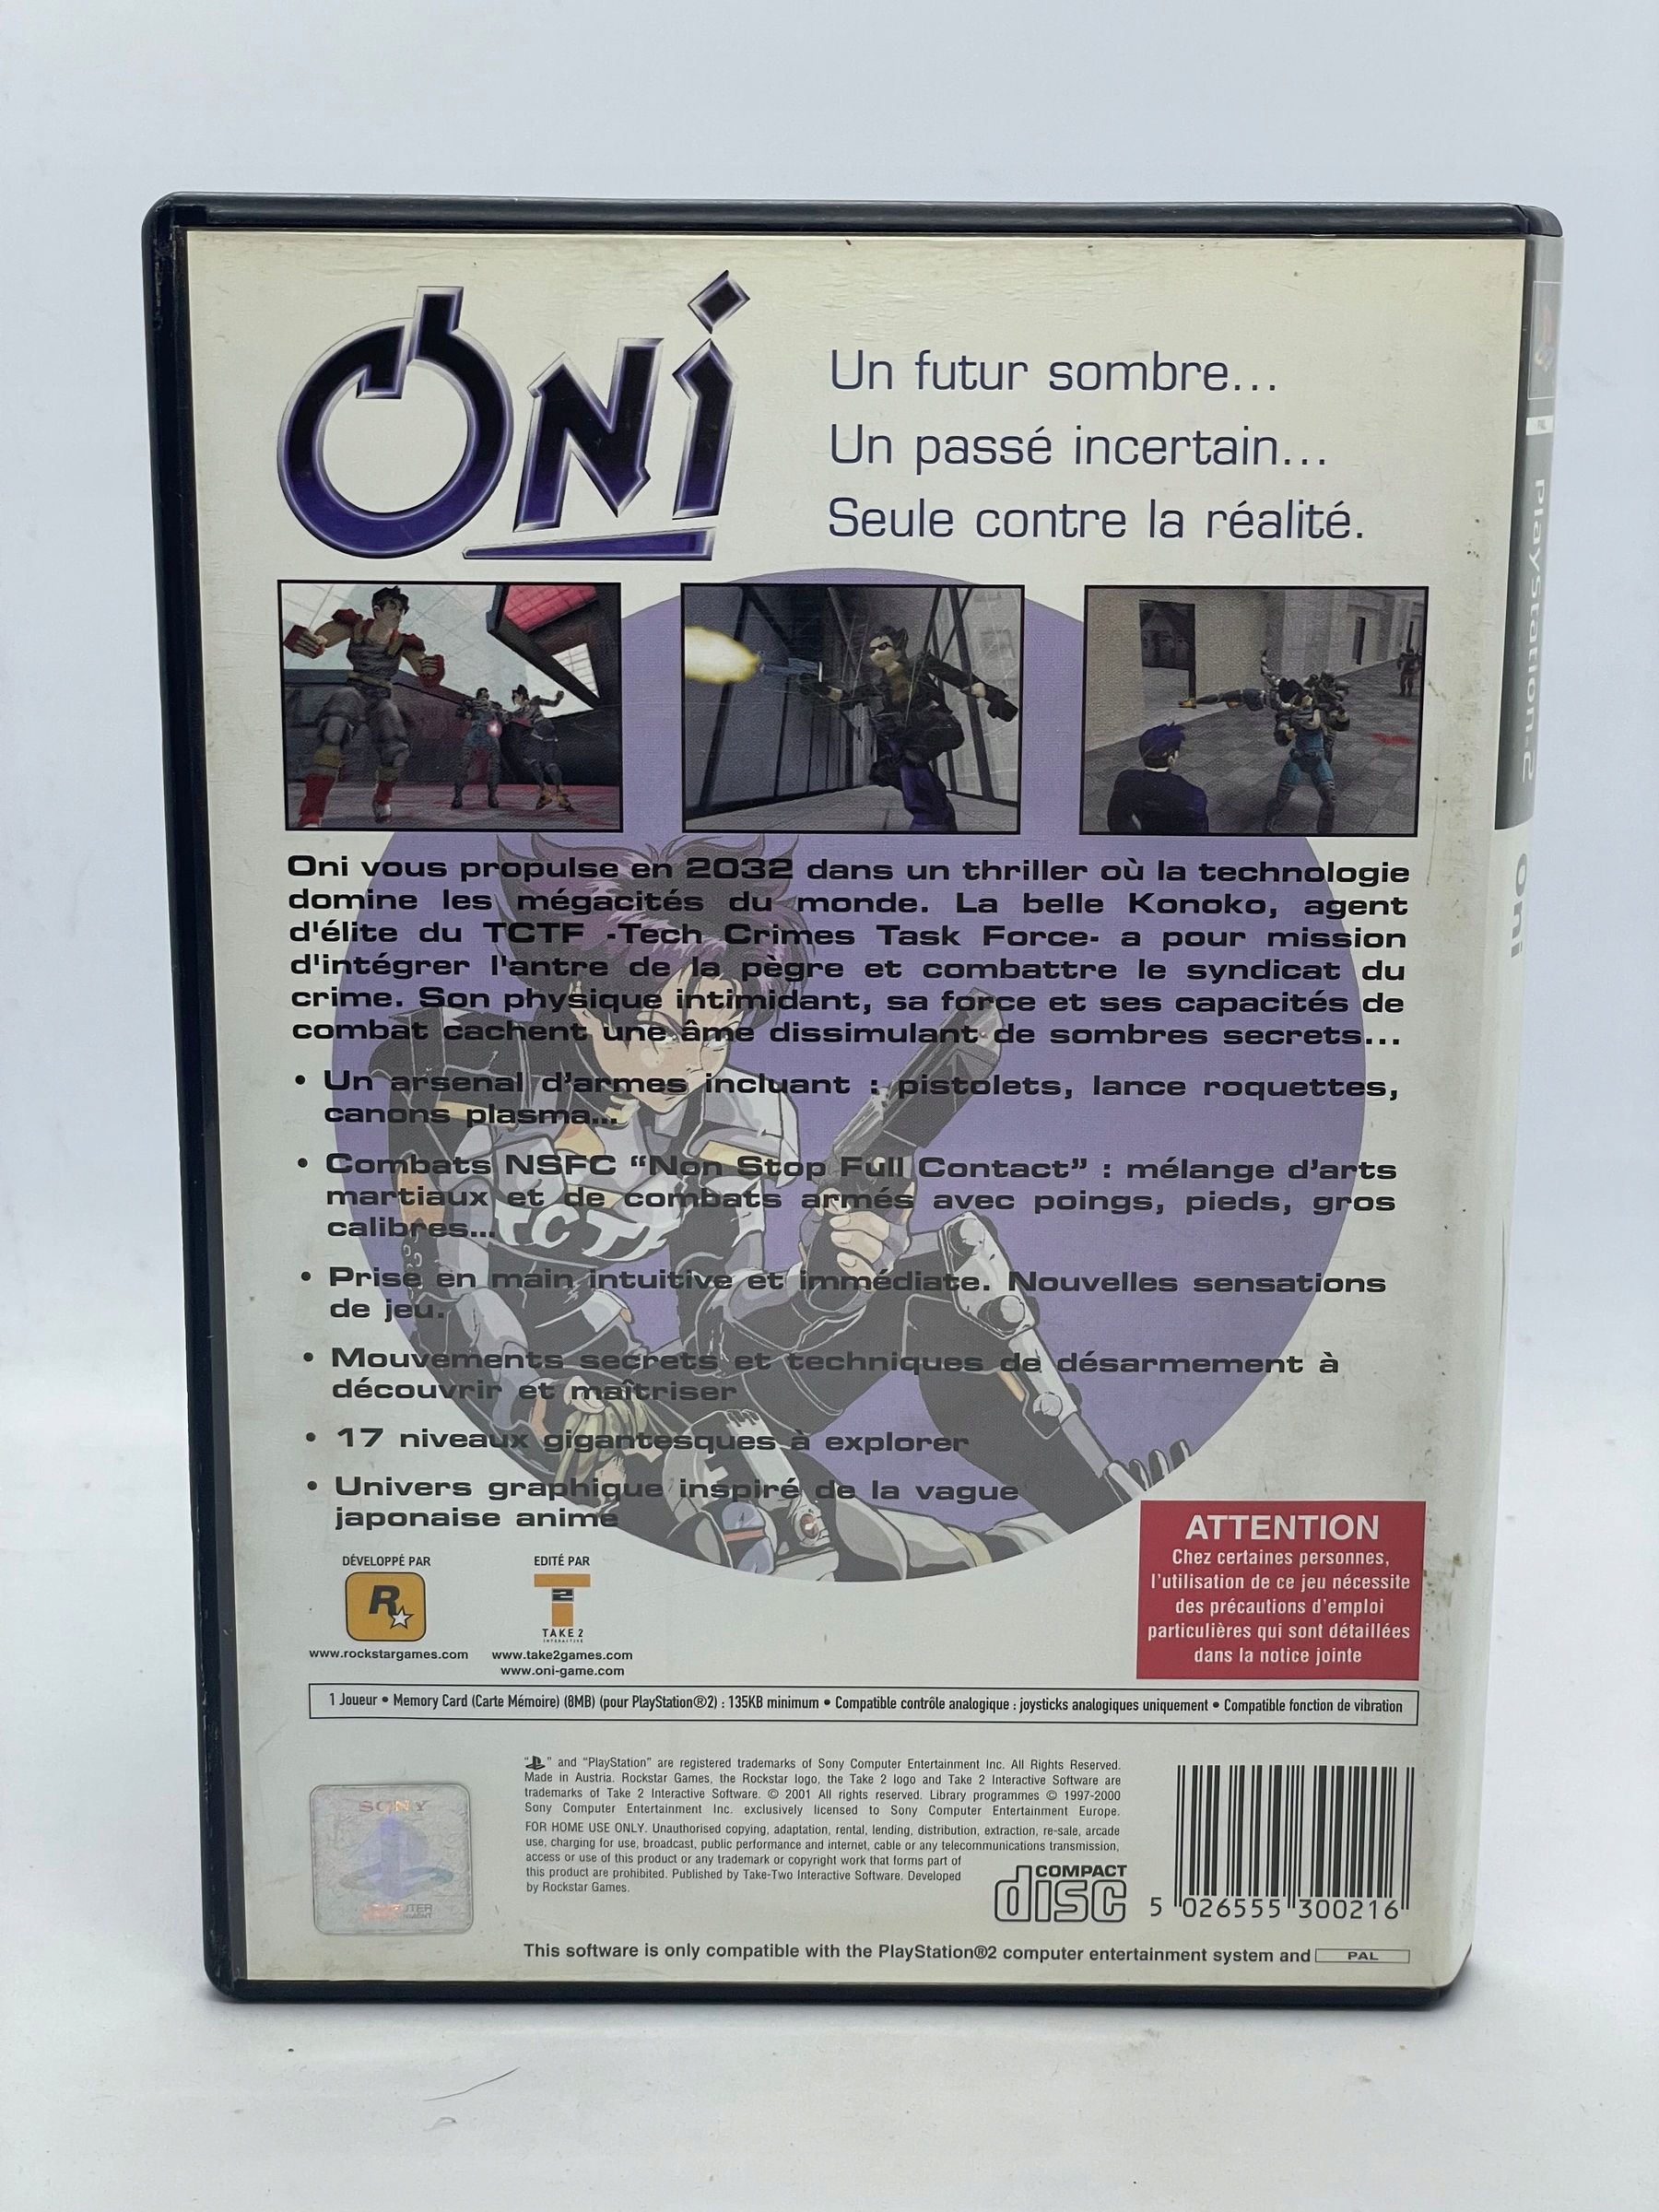 Oni
Un futur sombre...
Un passé incertain...
Seule contre la réalité.
Oni vous propulse en 2032 dans un thriller où la technologie
domine les mégacités du monde. La belle Konoko, agent
d'élite du TCTF -Tech Crimes Task Force- a pour mission
d'intégrer l'antre de la pègre et combattre le syndicat du
crime. Son physique intimidant, sa force et ses capacités de
combat cachent une âme dissimulant de sombres secrets...
• Un arsenal d’armes incluant : pistolets, lance roquettes,
canons plasma...
• Combats NSFC “Non Stop Full Contact” : mélange d’arts
martiaux et de combats armés avec poings, pieds, gros
calibres...
TCTF
• Prise en main intuitive et immédiate. Nouvelles sensations
de jeu.
• Mouvements secrets et techniques de désarmement à
découvrir et maîtriser
• 17 niveaux gigantesques à explorer
• Univers graphique inspiré de la vague
japonaise anime
DÉVELOPPÉ PAR
R
www.rockstargames.com
EDITÉ PAR
T2
TAKE 2
INTERACTIVE
www.take2games.com
www.oni-game.com
ATTENTION
Chez certaines personnes,
l’utilisation de ce jeu nécessite
des précautions d’emploi
particulières qui sont détaillées
dans la notice jointe
1 Joueur • Memory Card (Carte Mémoire) (8MB) (pour PlayStation®2) : 135KB minimum • Compatible contrôle analogique : joysticks analogiques uniquement • Compatible fonction de vibration
SONY
“ ” and “PlayStation” are registered trademarks of Sony Computer Entertainment Inc. All Rights Reserved.
Made in Austria. Rockstar Games, the Rockstar logo, the Take 2 logo and Take 2 Interactive Software are
trademarks of Take 2 Interactive Software. © 2001 All rights reserved. Library programmes © 1997-2000
Sony Computer Entertainment Inc. exclusively licensed to Sony Computer Entertainment Europe.
FOR HOME USE ONLY. Unauthorised copying, adaptation, rental, lending, distribution, extraction, re-sale, arcade
use, charging for use, broadcast, public performance and internet, cable or any telecommunications transmission,
access or use of this product or any trademark or copyright work that forms part of
this product are prohibited. Published by Take-Two Interactive Software. Developed
by Rockstar Games.
COMPACT
disc
5 026555 300216
This software is only compatible with the PlayStation®2 computer entertainment system and PAL
PAL
PlayStation.2
Oni